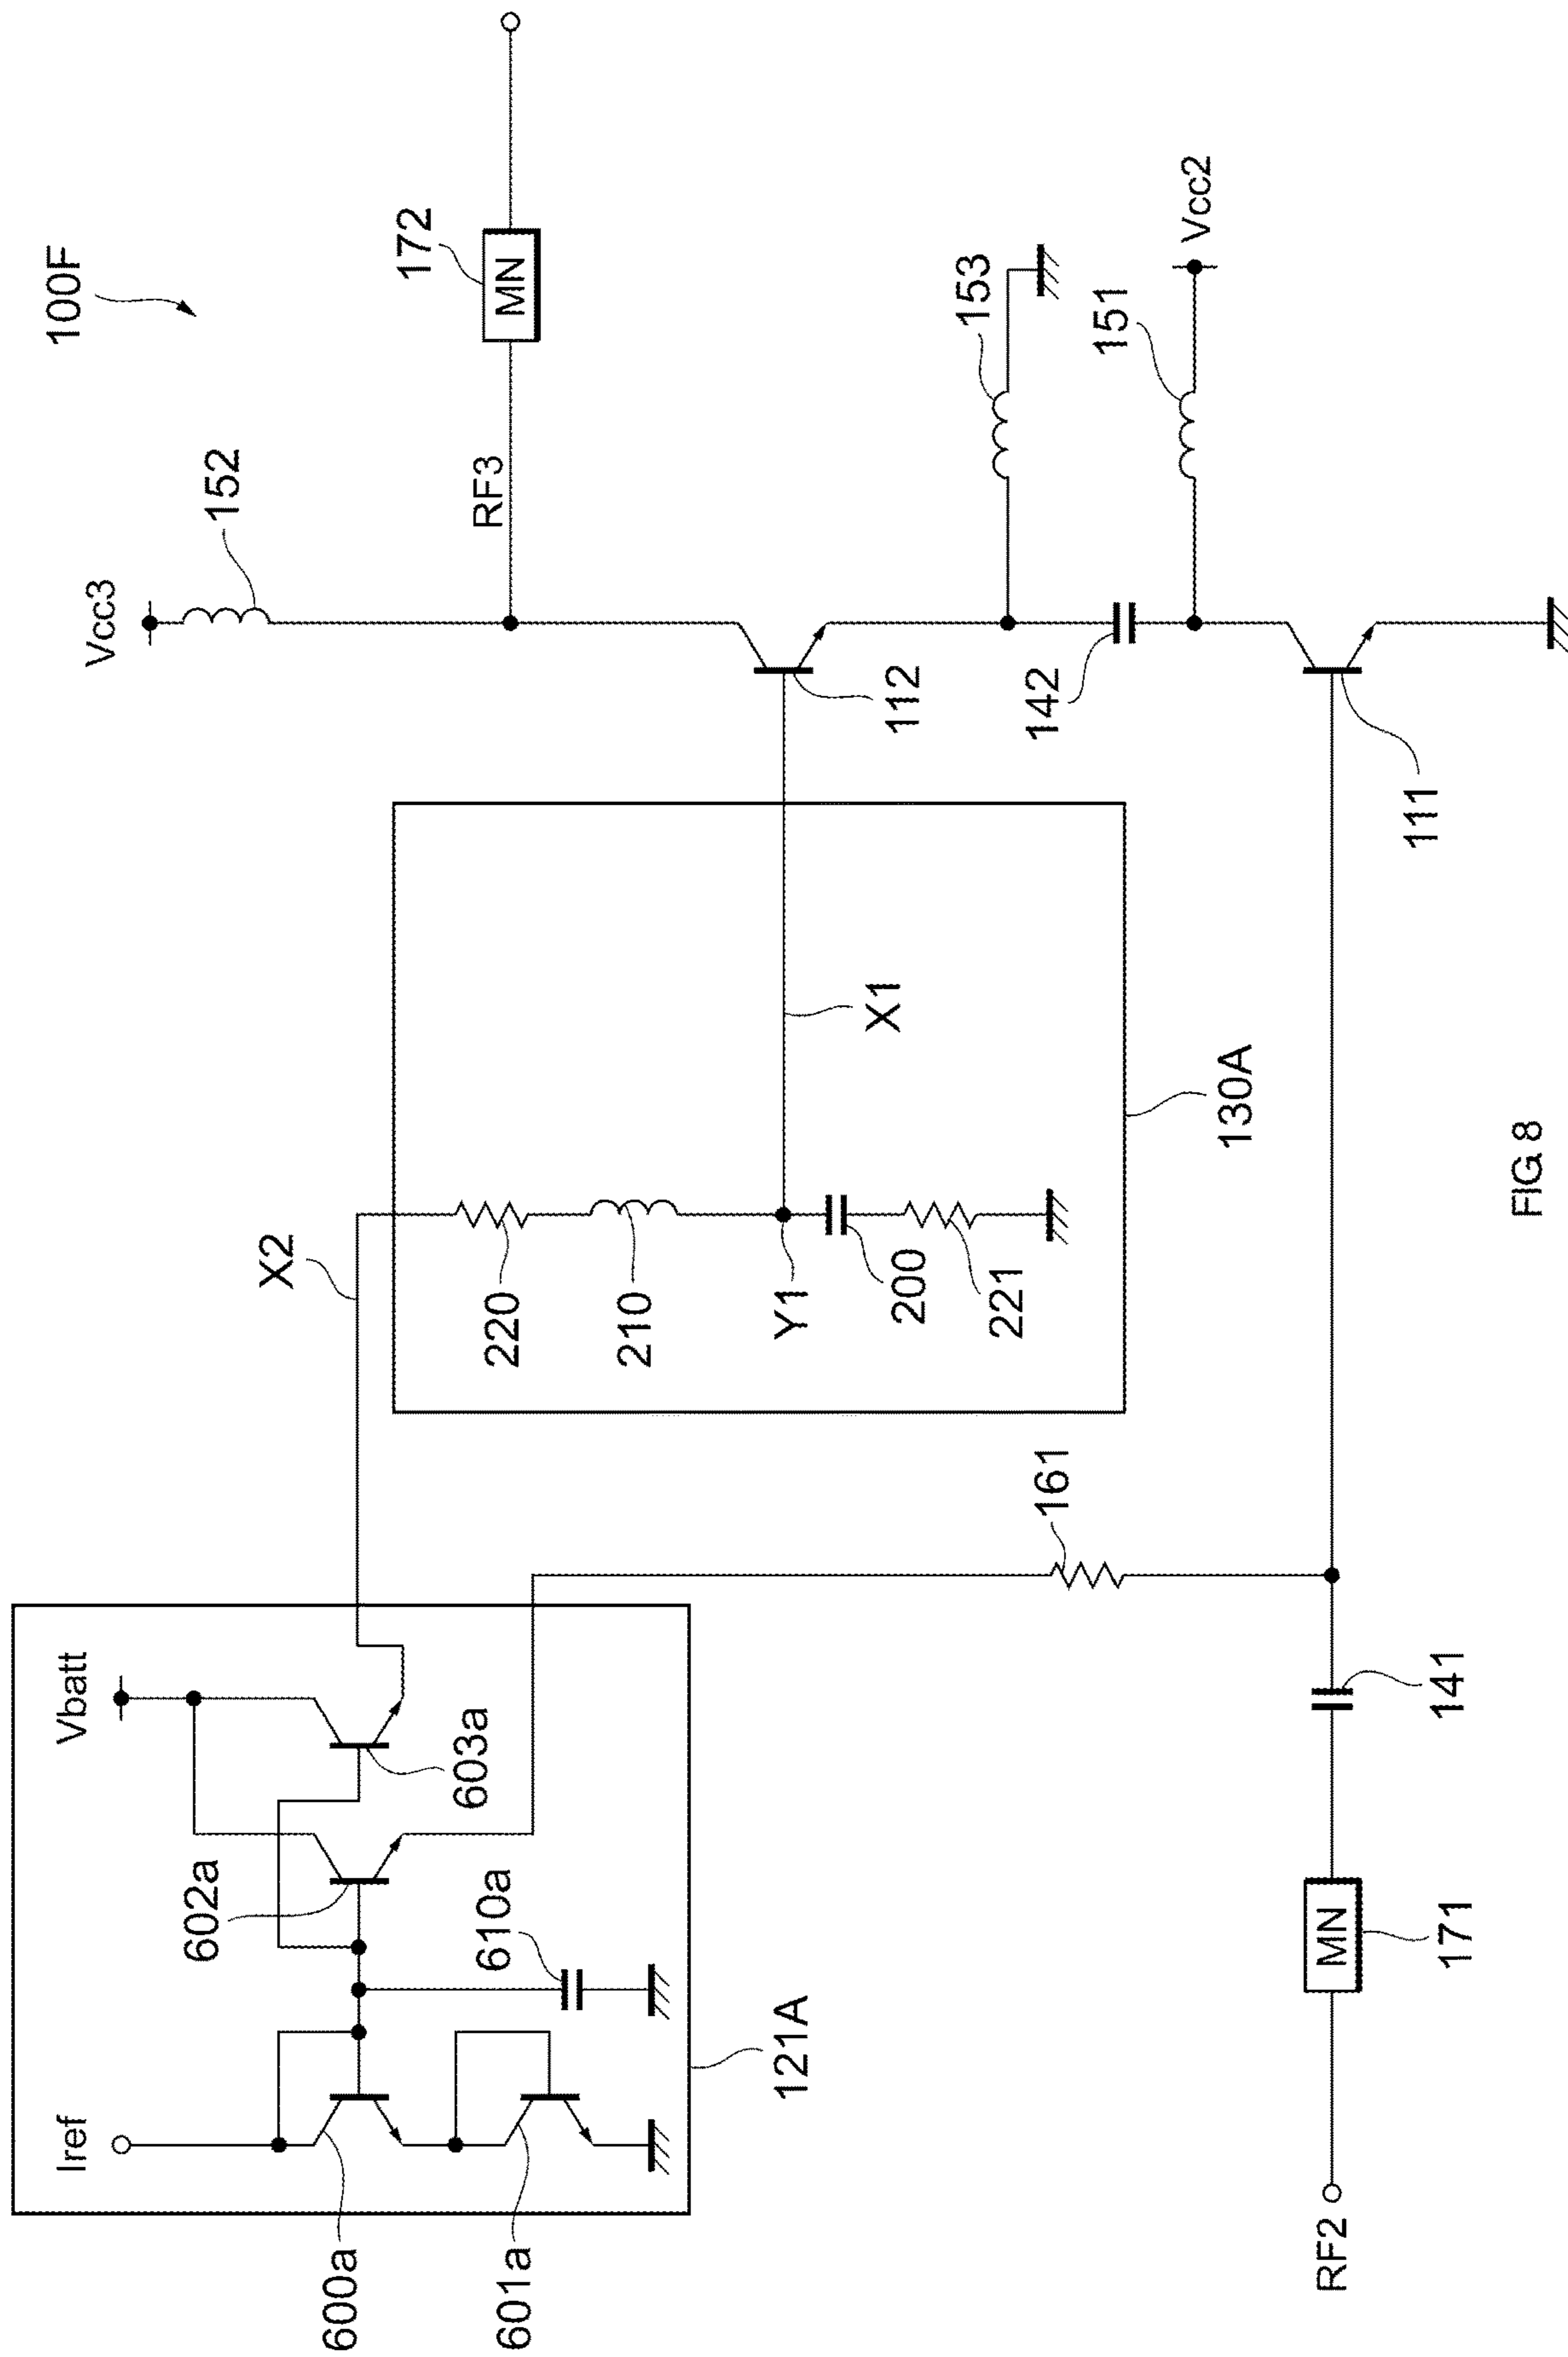 100F
Vcc3
152
RF3
172
MN
112
153
142
151
Vcc2
111
X1
X2
220
210
Y1
200
221
130A
161
Vbatt
603a
602a
610a
Iref
600a
601a
121A
141
MN
171
RF2
FIG. 8